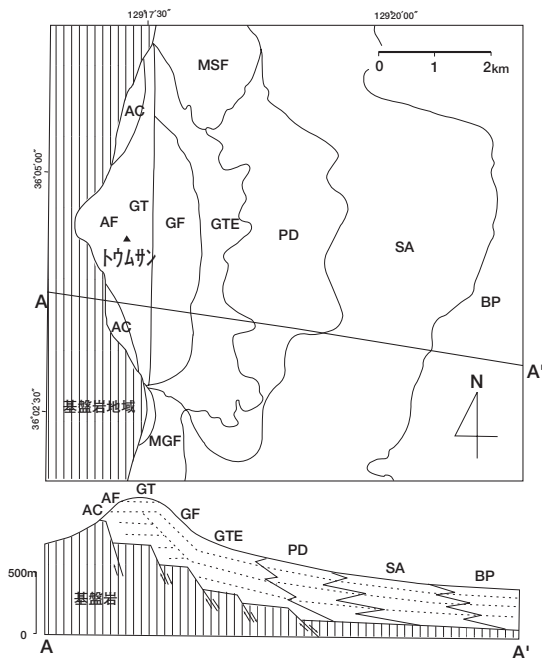 129°17′30″
129°20′00″
0 1 2km
MSF
AC
36°05′00″
AF
GT
GF
GTE
PD
SA
トウムサン
A
BP
AC
A'
N
基盤岩地域
36°02′30″
MGF
GT
AF
AC
GF
GTE
PD
SA
BP
500m
基盤岩
0
A
A'